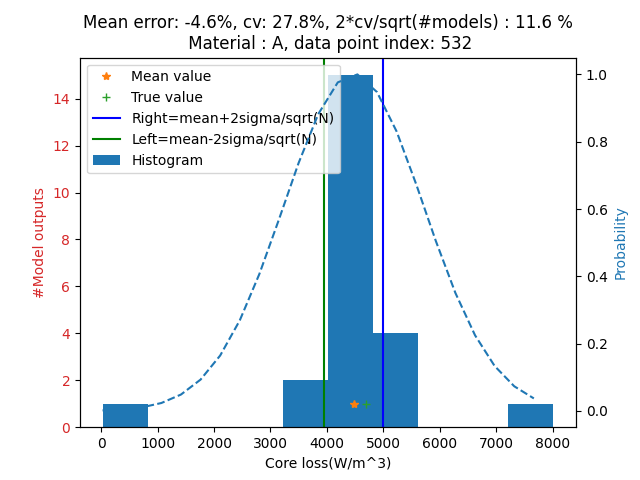 Mean error: -4.6%, cv: 27.8%, 2*cv/sqrt(#models) : 11.6 %
Material : A, data point index: 532
Mean value
True value
Right=mean+2sigma/sqrt(N)
Left=mean-2sigma/sqrt(N)
Histogram
#Model outputs
14
12
10
8
6
4
2
0
1.0
0.8
0.6
0.4
0.2
0.0
Probability
0 1000 2000 3000 4000 5000 6000 7000 8000
Core loss(W/m^3)